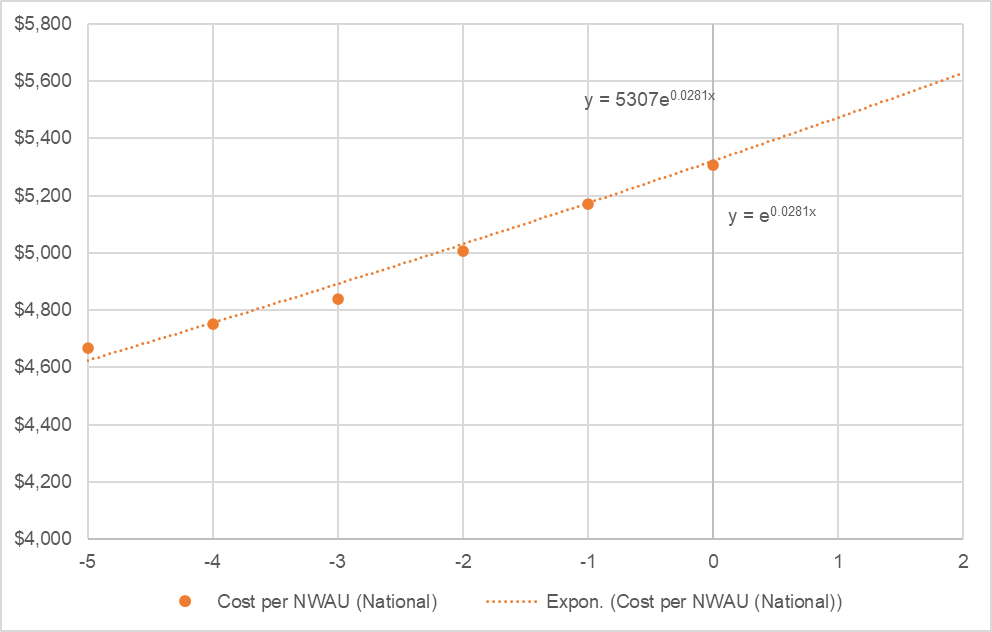 $5,800
$5,600
y = 5307e^0.0281x
$5,400
$5,200
y = e^0.0281x
$5,000
$4,800
$4,600
$4,400
$4,200
$4,000
-5 -4 -3 -2 -1 0 1 2
Cost per NWAU (National) Expon. (Cost per NWAU (National))